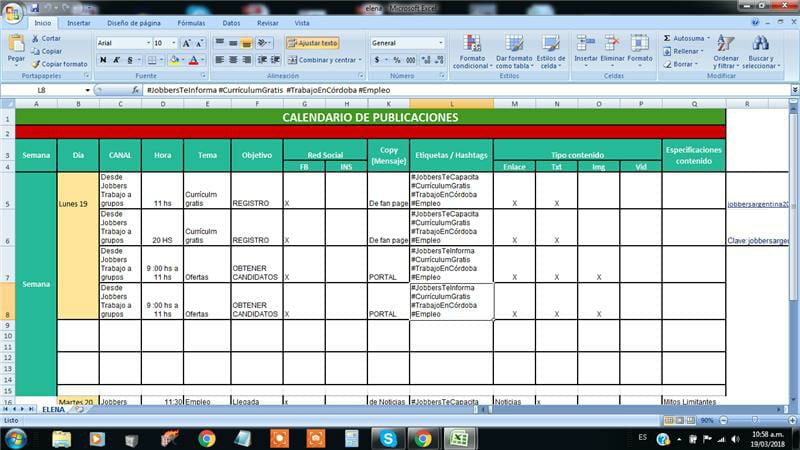 elena - Microsoft Excel
Inicio Insertar Diseño de página Fórmulas Datos Revisar Vista
Pegar
Cortar
Copiar
Copiar formato
Portapapeles
Arial 10
N K S
Fuente
Ajustar texto
Combinar y centrar
Alineación
General
% 000
Número
Formato condicional
Dar formato como tabla
Estilos de celda
Estilos
Insertar Eliminar Formato
Celdas
Autosuma
Rellenar
Borrar
Ordenar y filtrar
Buscar y seleccionar
Modificar
L8 #JobbersTeInforma #CurrículumGratis #TrabajoEnCórdoba #Empleo
A B C D E F G H K L M N O P Q R
1 CALENDARIO DE PUBLICACIONES
2
3 Semana Día CANAL Hora Tema Objetivo Red Social Copy (Mensaje) Etiquetas / Hashtags Tipo contenido Especificaciones contenido
4 FB INS Enlace Txt Img Vid
Desde #JobbersTeCapacita
Jobbers #CurrículumGratis
Trabajo a Currículm #TrabajoEnCórdoba
5 Lunes 19 grupos 11 hs gratis REGISTRO X De fan page #Empleo X X jobbersargentina20
Desde #JobbersTeCapacita
Jobbers #CurrículumGratis
Trabajo a Currículm #TrabajoEnCórdoba
6 grupos 20 HS gratis REGISTRO X De fan page #Empleo X X Clave:jobbersarger
Desde #JobbersTeInforma
Jobbers #CurrículumGratis
Trabajo a 9 :00 hs a OBTENER #TrabajoEnCórdoba
7 Semana grupos 11 hs Ofertas CANDIDATOS X PORTAL #Empleo X X X
Desde #JobbersTeInforma
Jobbers #CurrículumGratis
Trabajo a 9 :00 hs a OBTENER #TrabajoEnCórdoba
8 grupos 11 hs Ofertas CANDIDATOS X PORTAL #Empleo X X X
9
10
11
12
13
14
15
16 Martes 20 Jobbers 11:30 Empleo Llegada x de Noticias #JobbersTeCapacita Noticias x Mitos Limitantes
ELENA
Listo 90%
ES 10:58 a.m.
19/03/2018